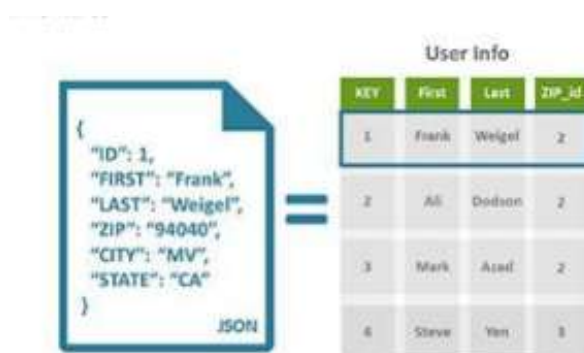 {
"ID": 1,
"FIRST": "Frank",
"LAST": "Weigel",
"ZIP": "94040",
"CITY": "MV",
"STATE": "CA"
}
JSON
=
User Info
KEY First Last ZIP_id
1 Frank Weigel 2
2 Ali Dodson 2
3 Mark Azad 2
4 Steve Yen 3